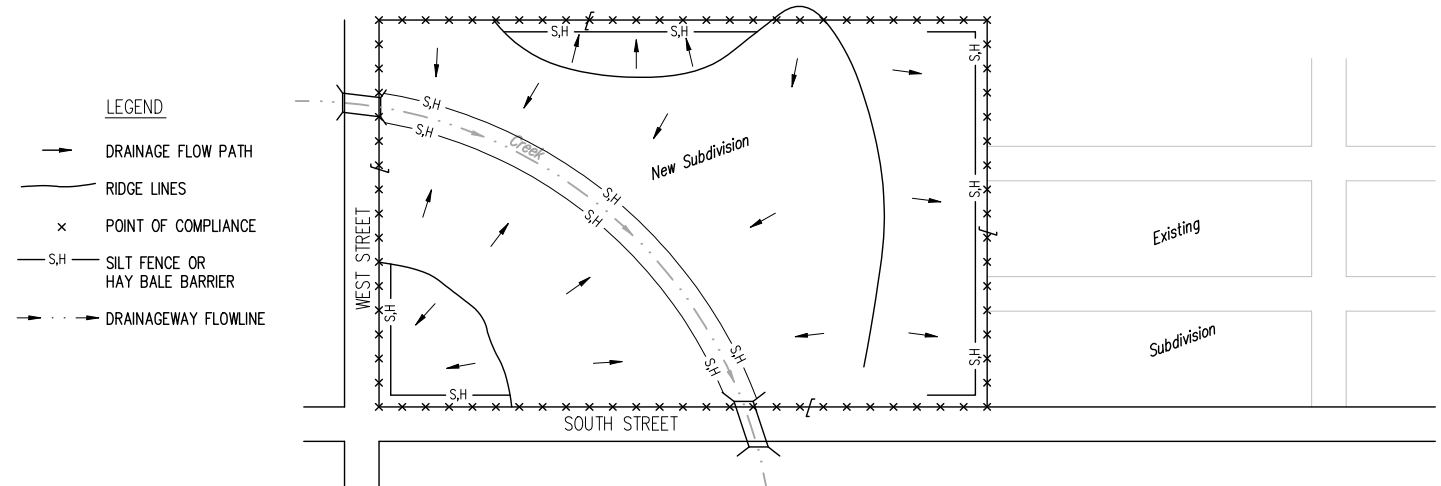 S,H
S,H
S,H
LEGEND
S,H
S,H
DRAINAGE FLOW PATH
Creek
New Subdivision
RIDGE LINES
S,H
S,H
POINT OF COMPLIANCE
S,H
Existing
S,H
SILT FENCE OR
HAY BALE BARRIER
WEST STREET
S,H
DRAINAGEWAY FLOWLINE
Subdivision
S,H
S,H
S,H
S,H
SOUTH STREET